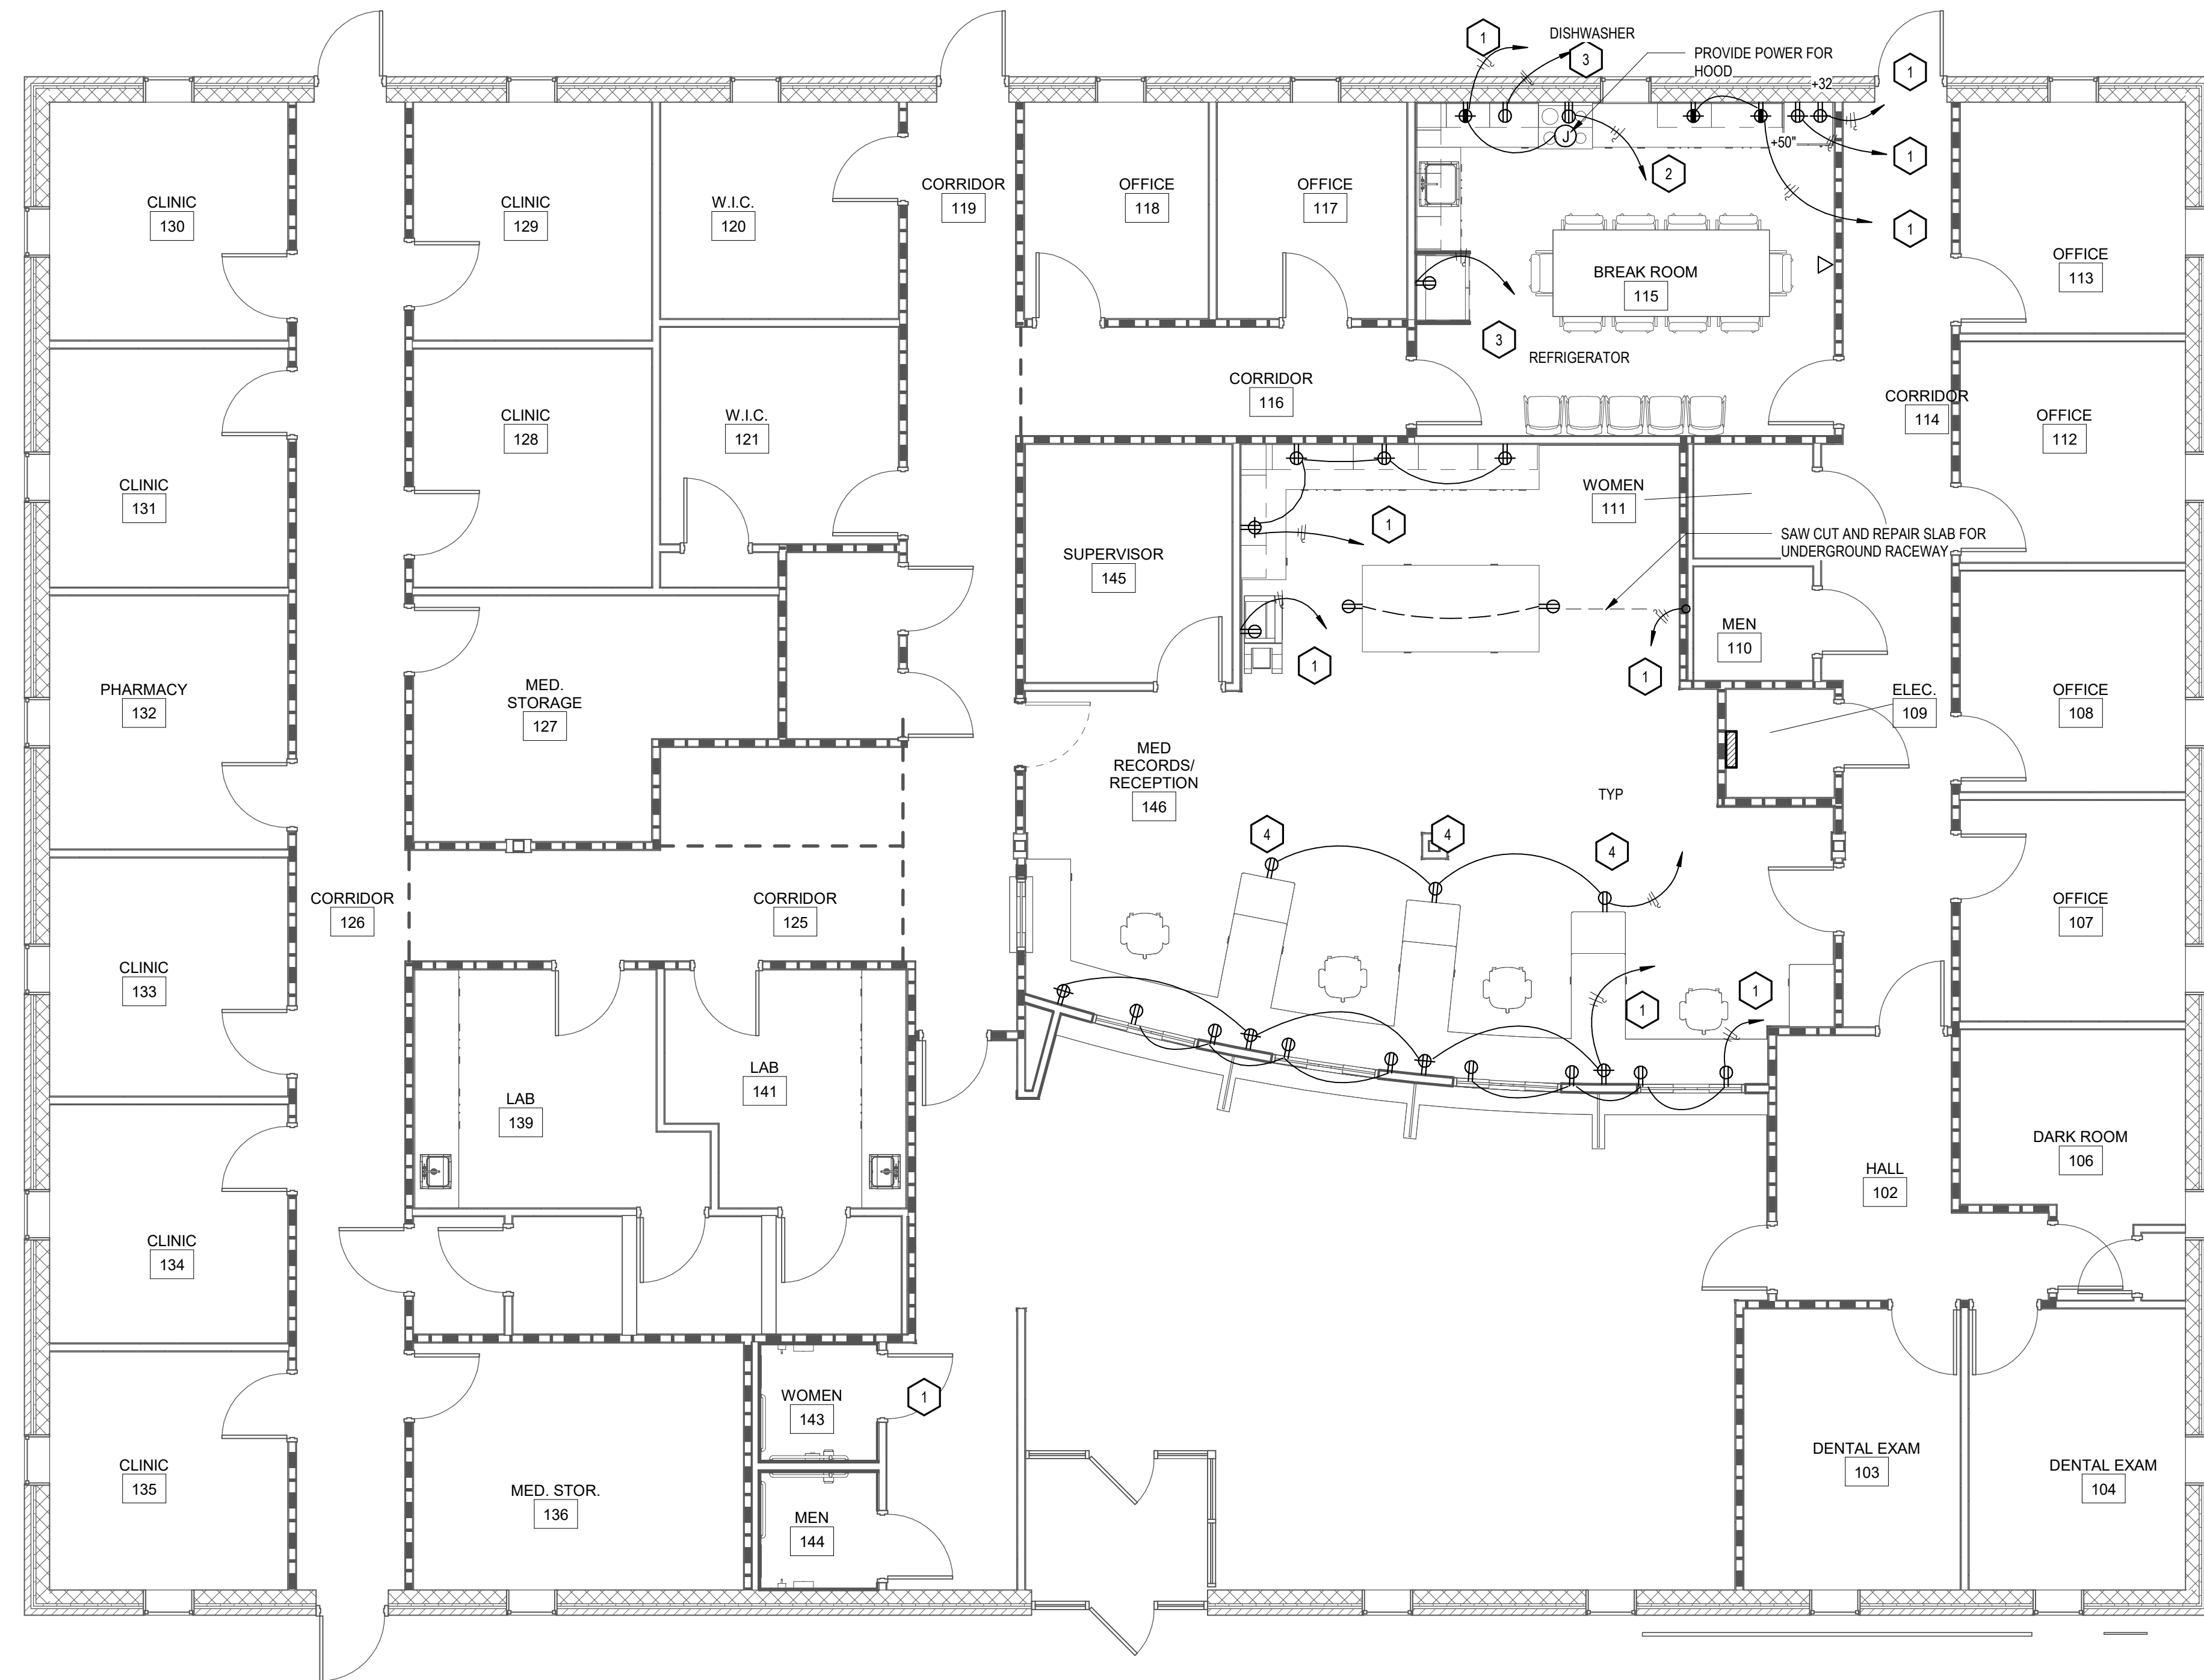 1
DISHWASHER
3
PROVIDE POWER FOR
HOOD
+32
1
J
+50"
1
2
1
CLINIC
130
CLINIC
129
W.I.C.
120
CORRIDOR
119
OFFICE
118
OFFICE
117
BREAK ROOM
115
OFFICE
113
3
REFRIGERATOR
CORRIDOR
116
CORRIDOR
114
CLINIC
128
W.I.C.
121
OFFICE
112
CLINIC
131
WOMEN
111
1
SAW CUT AND REPAIR SLAB FOR
UNDERGROUND RACEWAY
SUPERVISOR
145
MEN
110
1
1
PHARMACY
132
MED.
STORAGE
127
ELEC.
109
OFFICE
108
MED
RECORDS/
RECEPTION
146
TYP
4
4
4
CORRIDOR
126
CORRIDOR
125
OFFICE
107
CLINIC
133
1
1
LAB
139
LAB
141
HALL
102
DARK ROOM
106
CLINIC
134
WOMEN
143
1
CLINIC
135
MED. STOR.
136
MEN
144
DENTAL EXAM
103
DENTAL EXAM
104